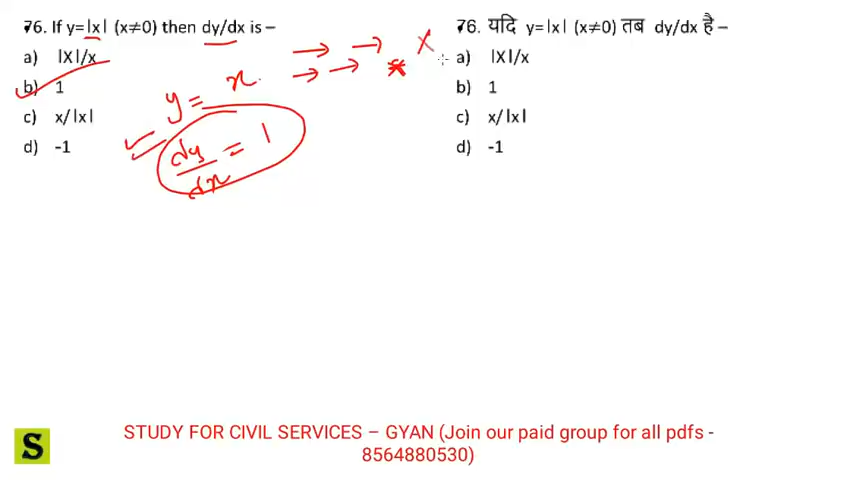 76. If y=|x| (x≠0) then dy/dx is –
a) |X|/x
b) 1
c) x/|x|
d) -1
y = x.
dy/dx = 1
76. यदि y=|x| (x≠0) तब dy/dx है –
a) |X|/x
b) 1
c) x/|x|
d) -1
S
STUDY FOR CIVIL SERVICES – GYAN (Join our paid group for all pdfs -
8564880530)